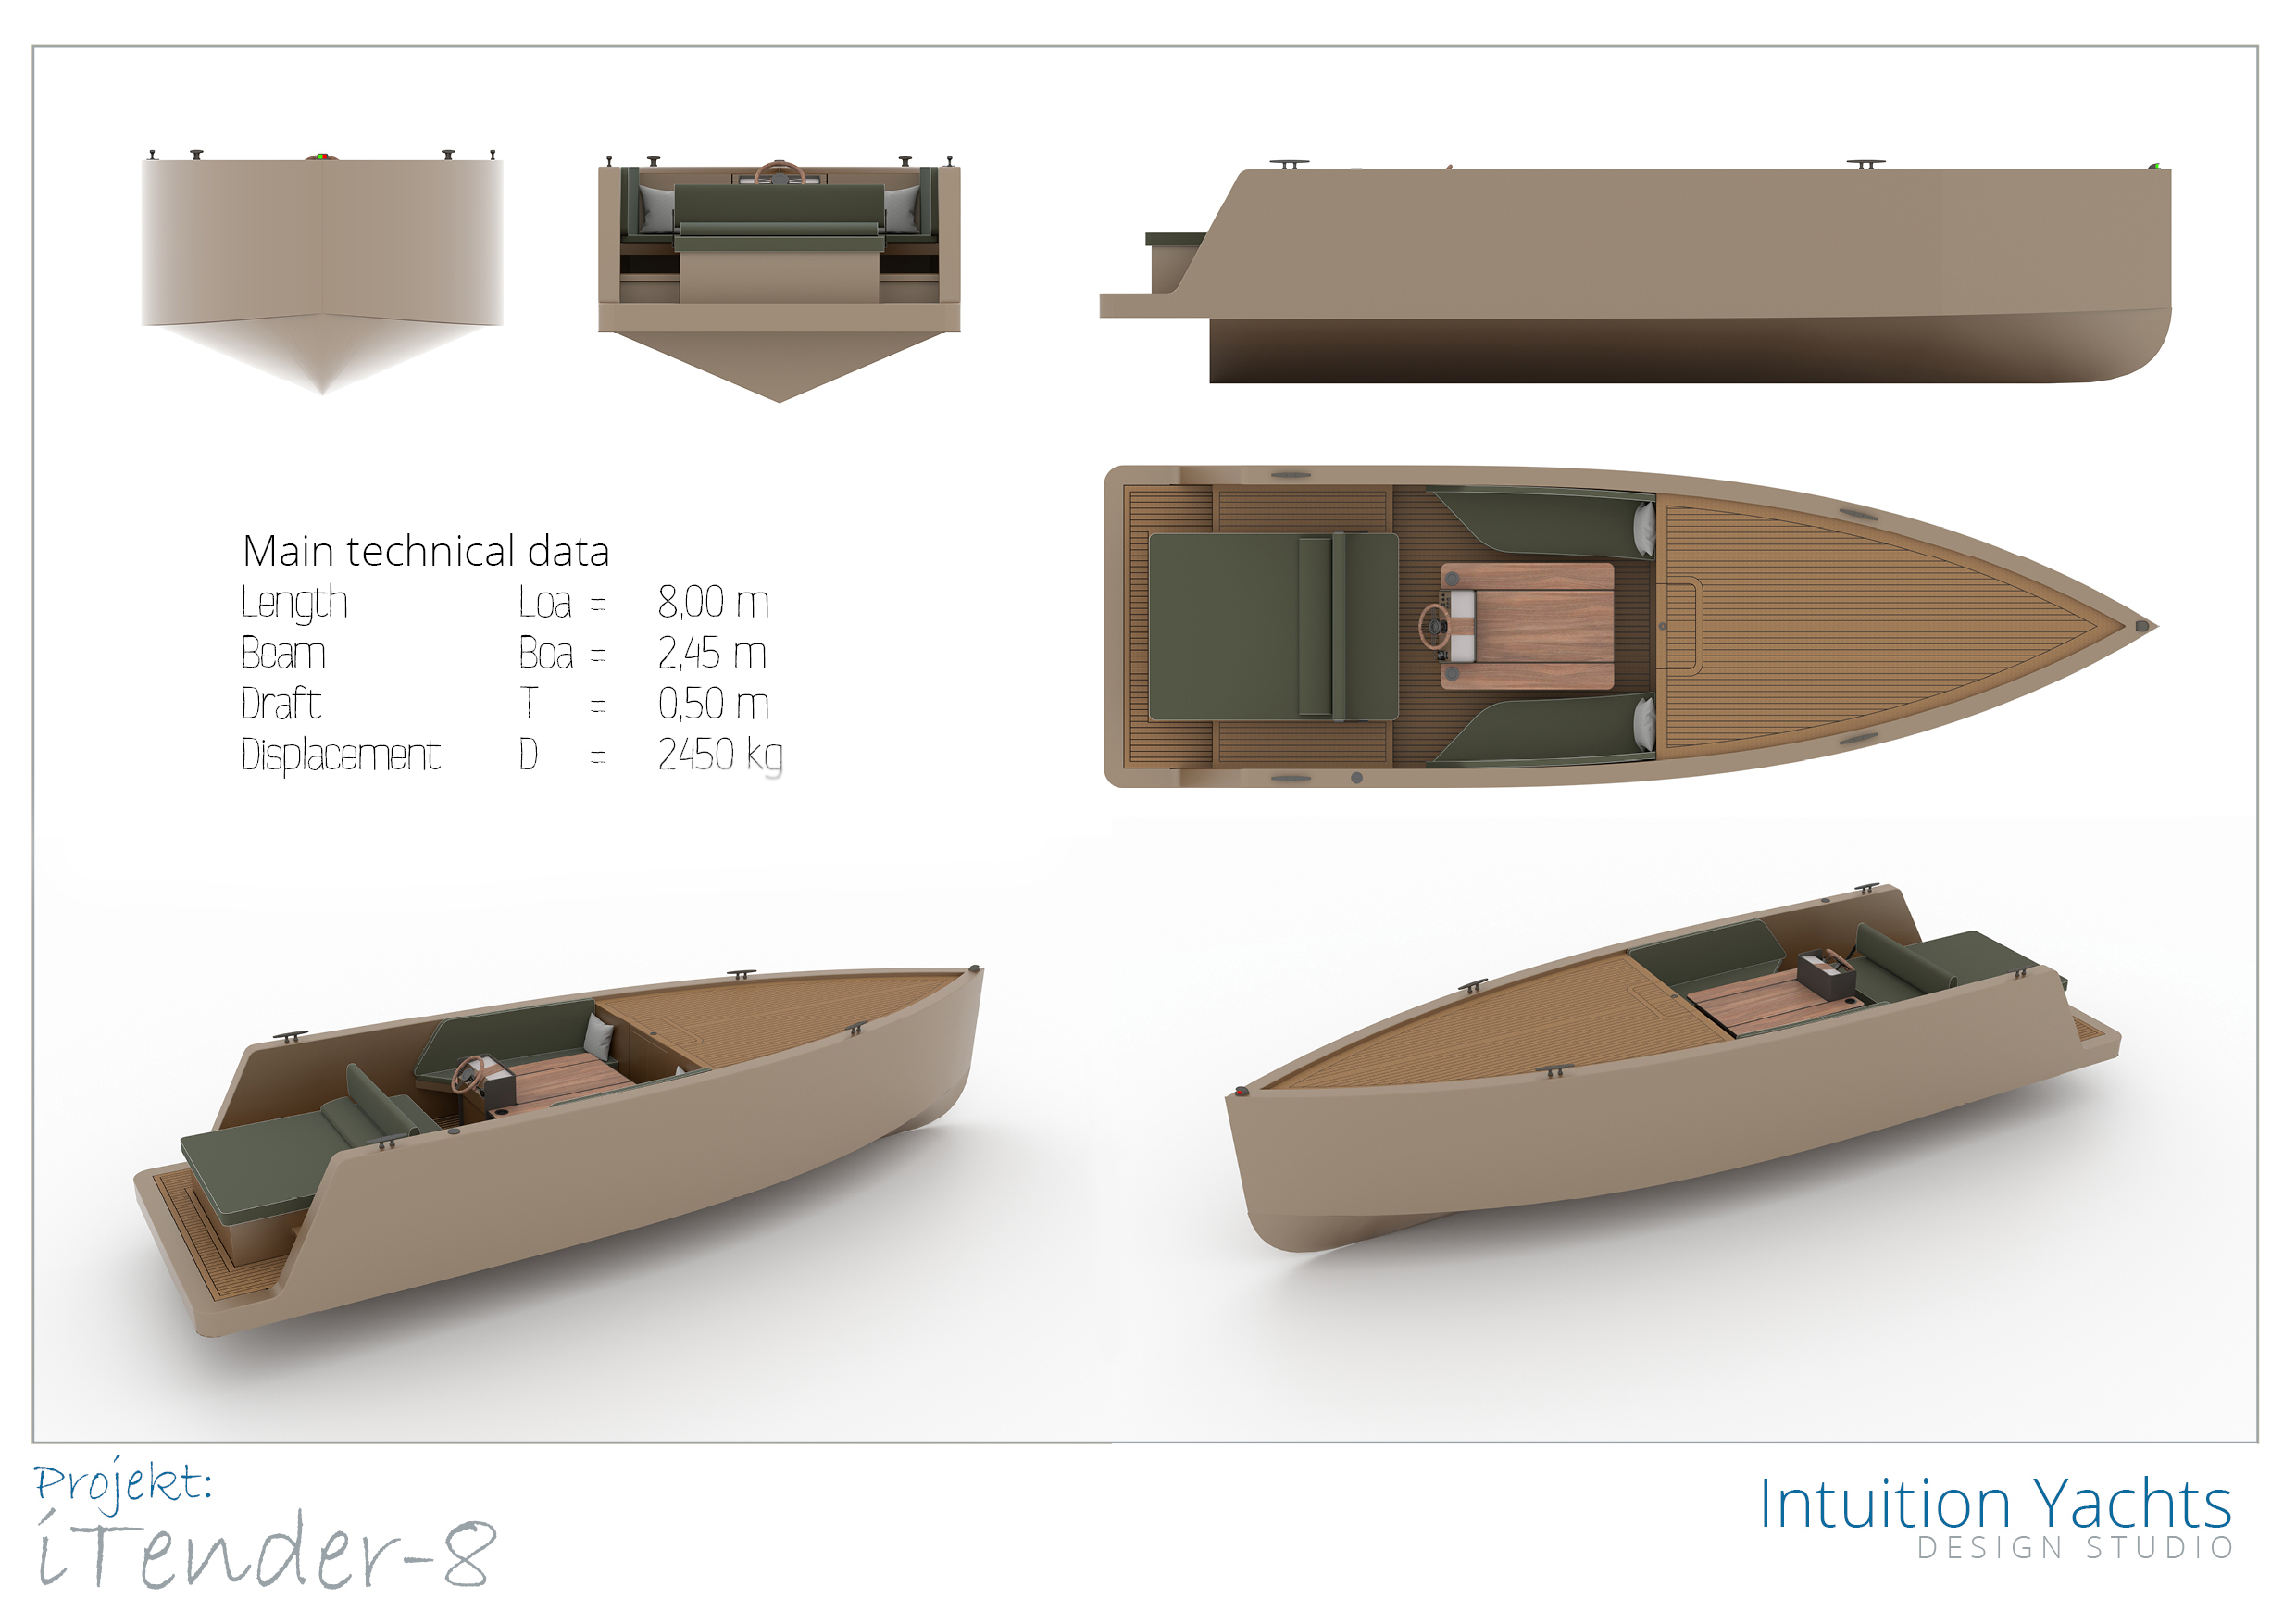 Main technical data
Length Loa = 8,00 m
Beam Boa = 2,45 m
Draft T = 0,50 m
Displacement D = 2450 kg
Projekt:
iTender-8
Intuition Yachts
DESIGN STUDIO